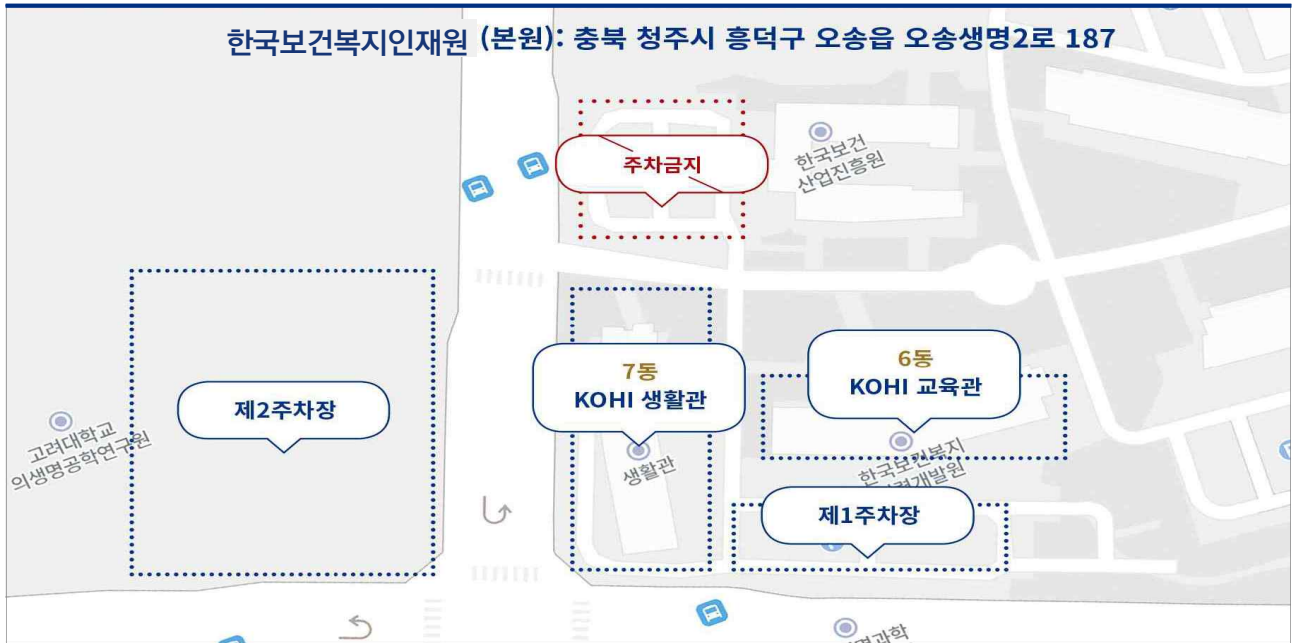 한국보건복지인재원 (본원): 충북 청주시 흥덕구 오송읍 오송생명2로 187
주차금지
한국보건
산업진흥원
7동
KOHI 생활관
6동
KOHI 교육관
제2주차장
고려대학교
의생명공학연구원
생활관
한국보건복지
제1주차장